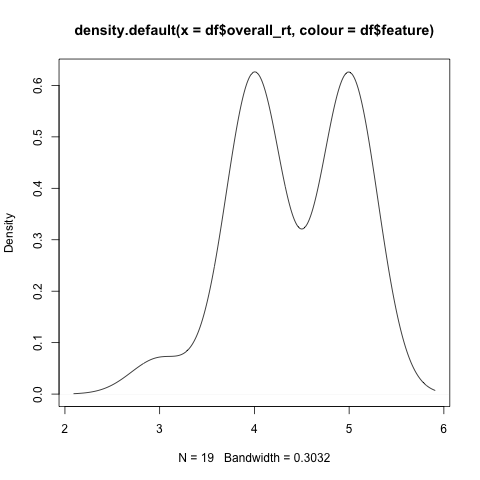 density.default(x = df$overall_rt, colour = df$feature)
Density
0.6
0.5
0.4
0.3
0.2
0.1
0.0
2 3 4 5 6
N = 19 Bandwidth = 0.3032